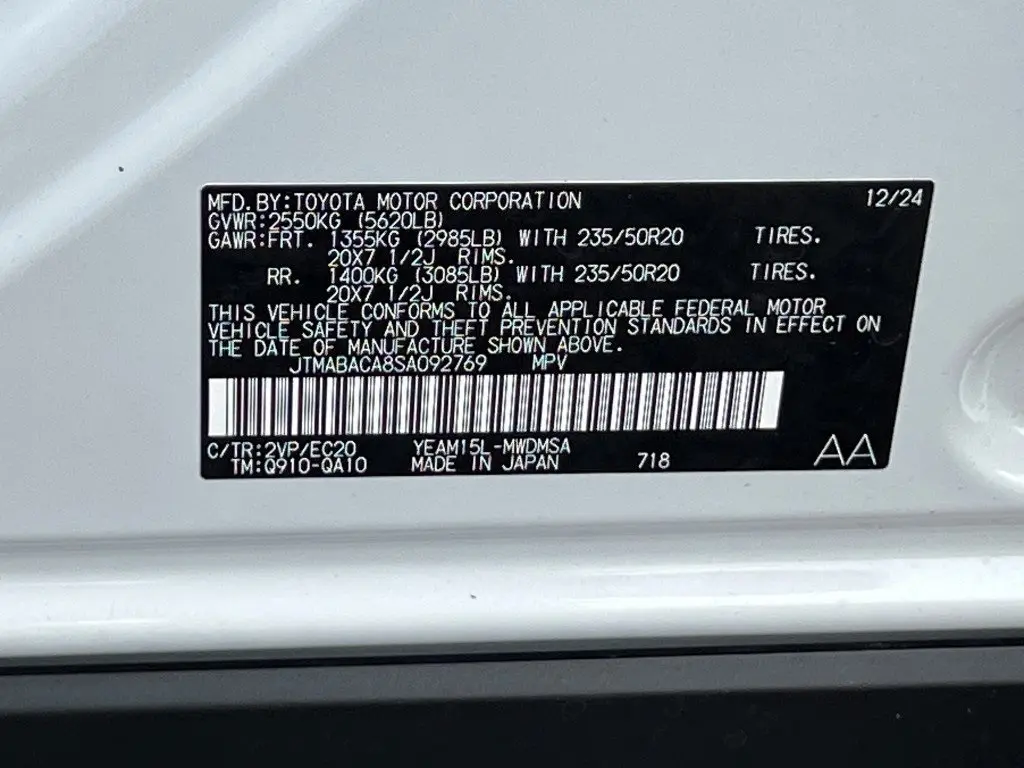 MFD. BY: TOYOTA MOTOR CORPORATION 12/24
GVWR: 2550KG (5620LB)
GAWR: FRT. 1355KG (2985LB) WITH 235/50R20 TIRES.
20X7 1/2J RIMS.
RR. 1400KG (3085LB) WITH 235/50R20 TIRES.
20X7 1/2J RIMS.
THIS VEHICLE CONFORMS TO ALL APPLICABLE FEDERAL MOTOR
VEHICLE SAFETY AND THEFT PREVENTION STANDARDS IN EFFECT ON
THE DATE OF MANUFACTURE SHOWN ABOVE.
JTMABACA8SA092769 MPV
C/TR: 2VP/EC20 YEAM15L-MWDMSA
TM: Q910-QA10 MADE IN JAPAN 718 AA